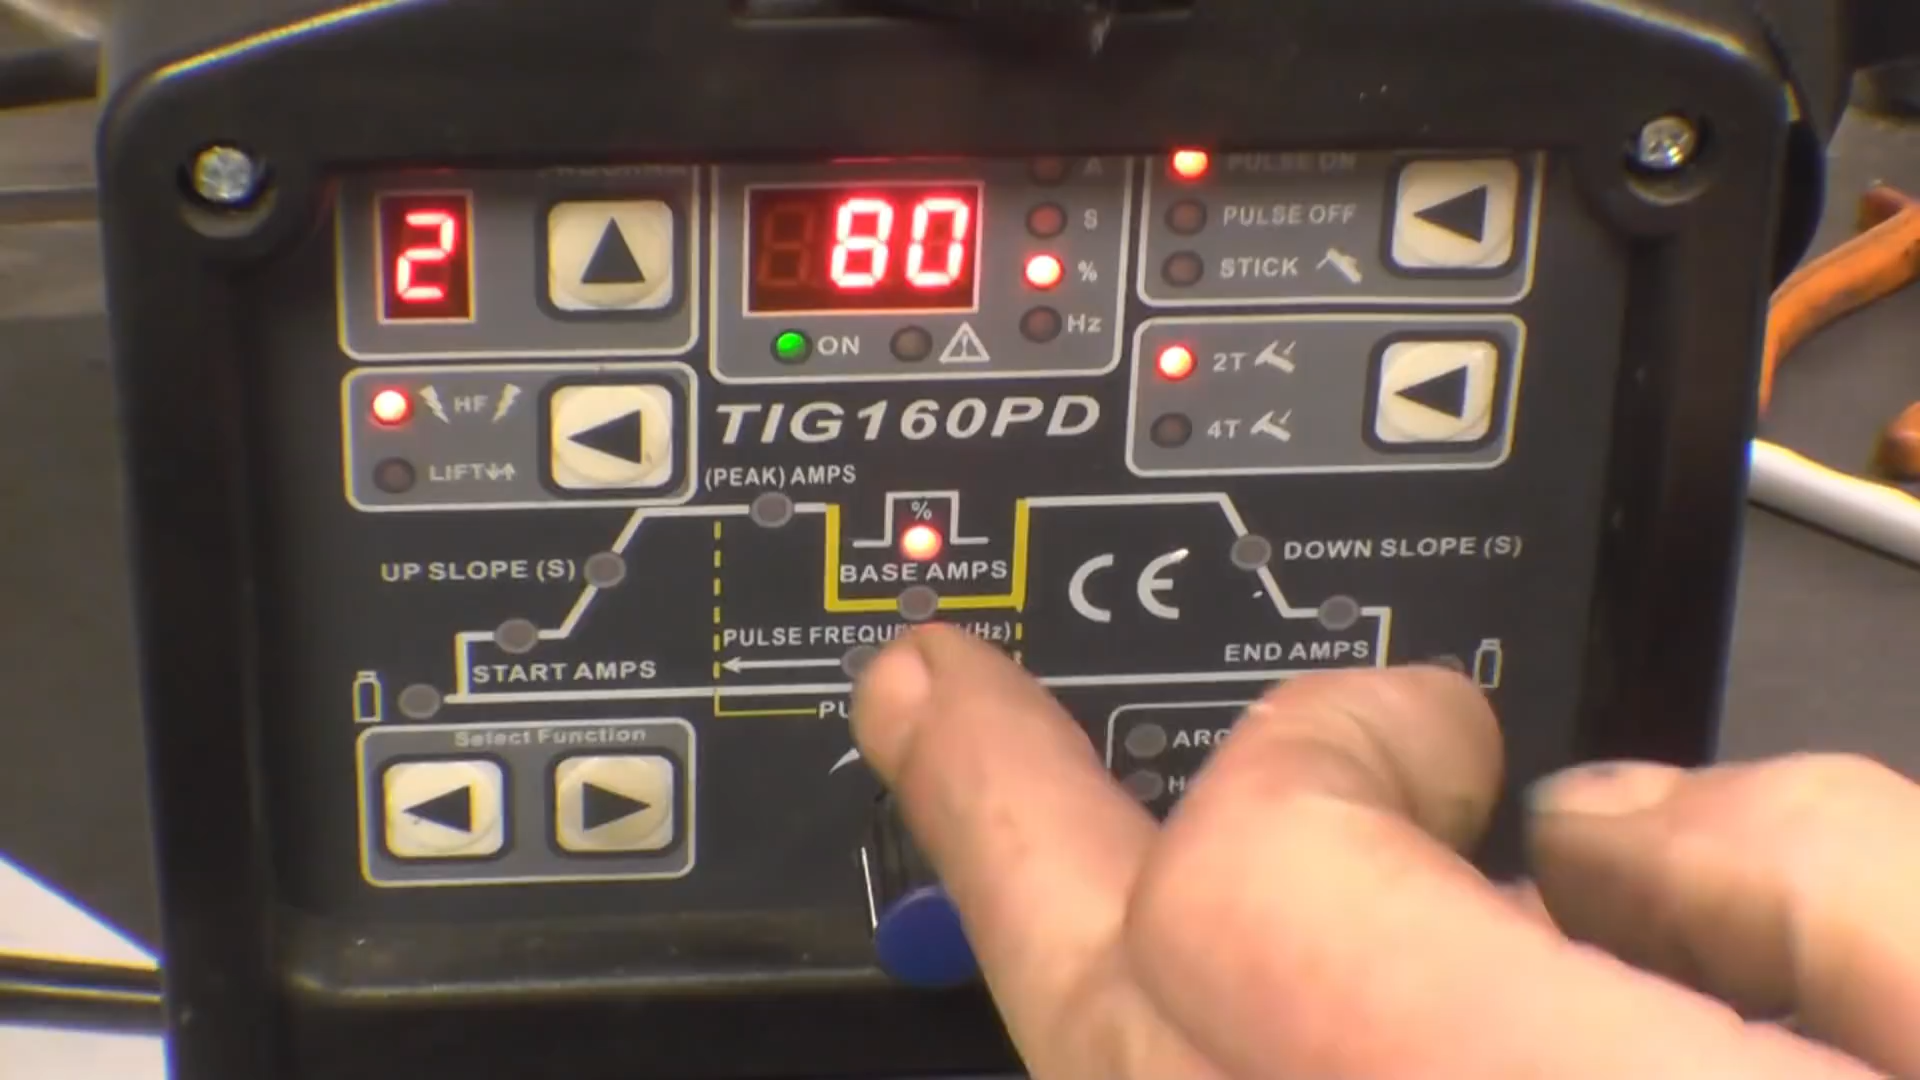 2
80
A
S
%
Hz
ON
PULSE ON
PULSE OFF
STICK
HF
LIFT
2T
4T
TIG160PD
(PEAK) AMPS
%
BASE AMPS
UP SLOPE (S)
START AMPS
PULSE FREQU (Hz)
DOWN SLOPE (S)
END AMPS
CE
Select Function